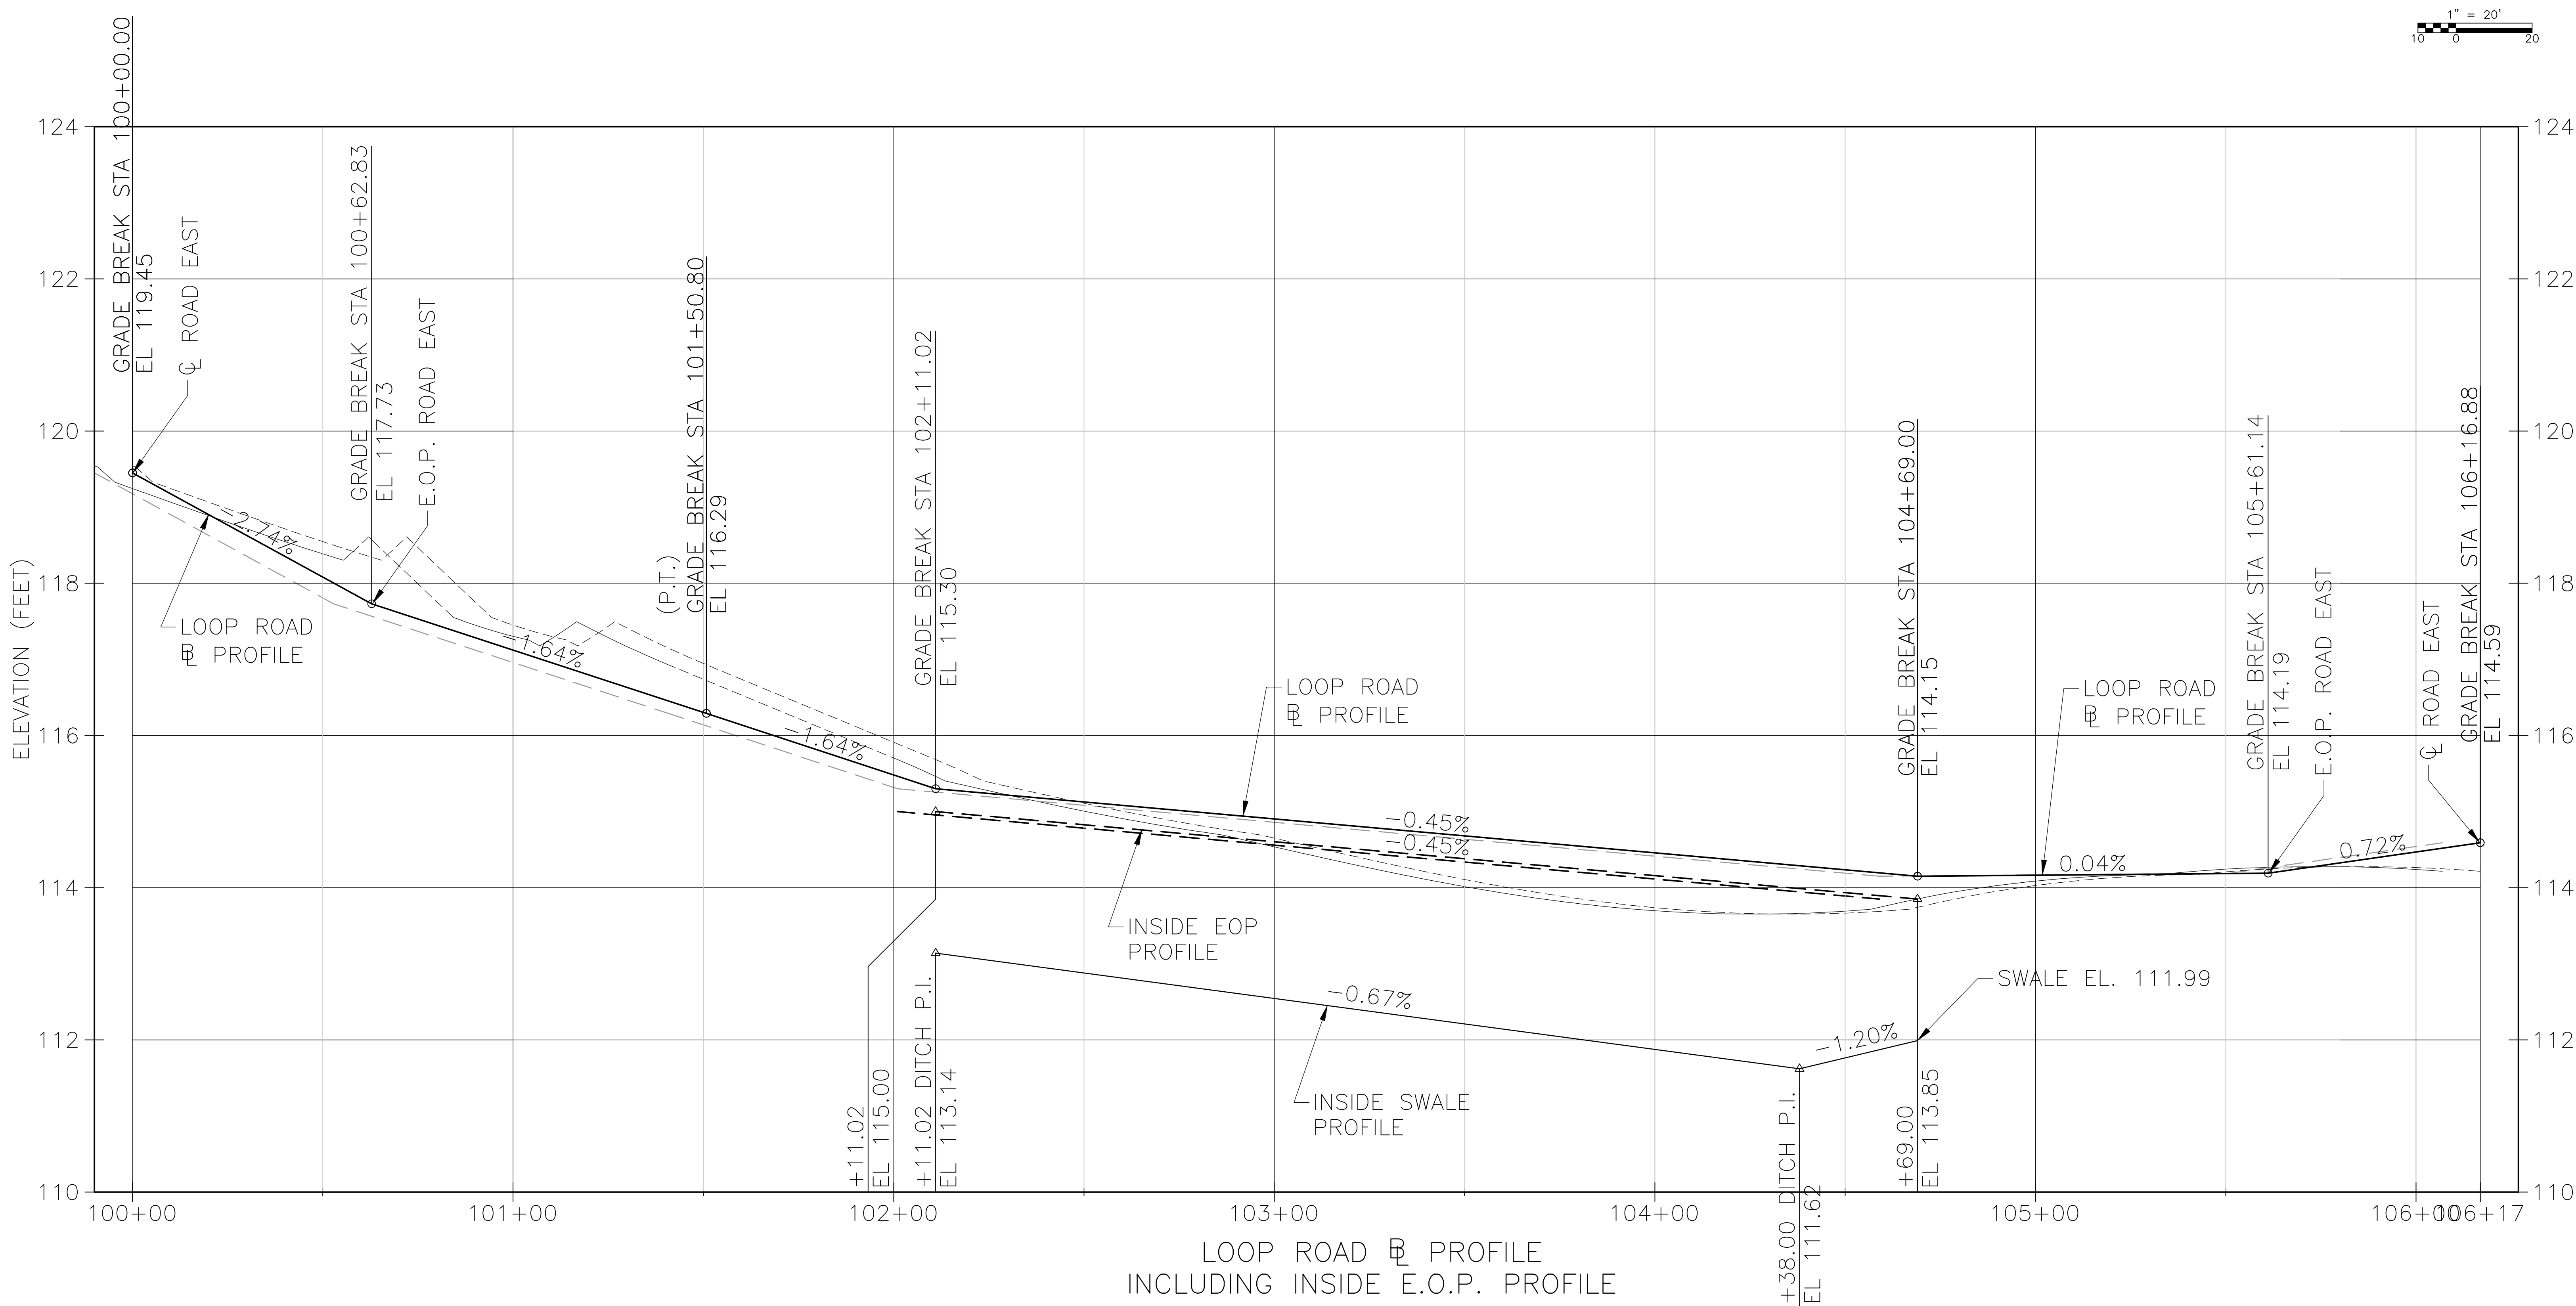 1" = 20'
10 0 20
124
122
120
118
116
114
112
110
ELEVATION (FEET)
124
122
120
118
116
114
112
110
GRADE BREAK STA 100+00.00
EL 119.45
℄ ROAD EAST
GRADE BREAK STA 100+62.83
EL 117.73
E.O.P. ROAD EAST
(P.T.)
GRADE BREAK STA 101+50.80
EL 116.29
GRADE BREAK STA 102+11.02
EL 115.30
GRADE BREAK STA 104+69.00
EL 114.15
GRADE BREAK STA 105+61.14
EL 114.19
E.O.P. ROAD EAST
℄ ROAD EAST
GRADE BREAK STA 106+16.88
EL 114.59
-2.74%
LOOP ROAD
BL PROFILE
-1.64%
-1.64%
LOOP ROAD
BL PROFILE
-0.45%
-0.45%
LOOP ROAD
BL PROFILE
0.04%
0.72%
INSIDE EOP
PROFILE
-0.67%
-1.20%
SWALE EL. 111.99
INSIDE SWALE
PROFILE
+11.02
EL 115.00
+11.02 DITCH P.I.
EL 113.14
+38.00 DITCH P.I.
EL 111.62
+69.00
EL 113.85
100+00
101+00
102+00
103+00
104+00
105+00
106+00
106+17
LOOP ROAD BL PROFILE
INCLUDING INSIDE E.O.P. PROFILE